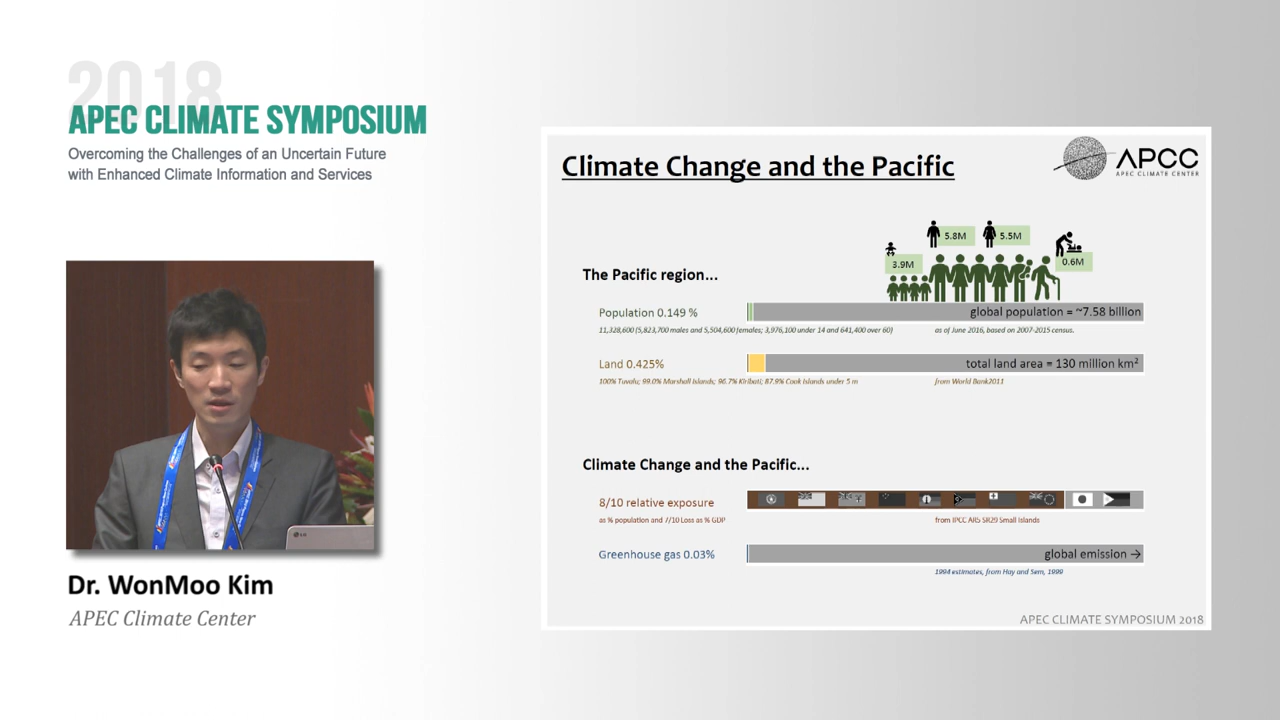 2018
APEC CLIMATE SYMPOSIUM
Overcoming the Challenges of an Uncertain Future
with Enhanced Climate Information and Services
Dr. WonMoo Kim
APEC Climate Center
Climate Change and the Pacific
APCC
APEC CLIMATE CENTER
5.8M
5.5M
3.9M
0.6M
The Pacific region...
Population 0.149 %
global population = ~7.58 billion
11,328,600 (5,823,700 males and 5,504,600 females; 3,976,100 under 14 and 641,400 over 60)
as of June 2016, based on 2007-2015 census.
Land 0.425%
total land area = 130 million km²
100% Tuvalu; 99.0% Marshall Islands; 96.7% Kiribati; 87.9% Cook Islands under 5 m
from World Bank2011
Climate Change and the Pacific...
8/10 relative exposure
as % population and 7/10 Loss as % GDP
from IPCC AR5 SR29 Small Islands
Greenhouse gas 0.03%
global emission →
1994 estimates, from Hay and Sem, 1999
APEC CLIMATE SYMPOSIUM 2018
LG